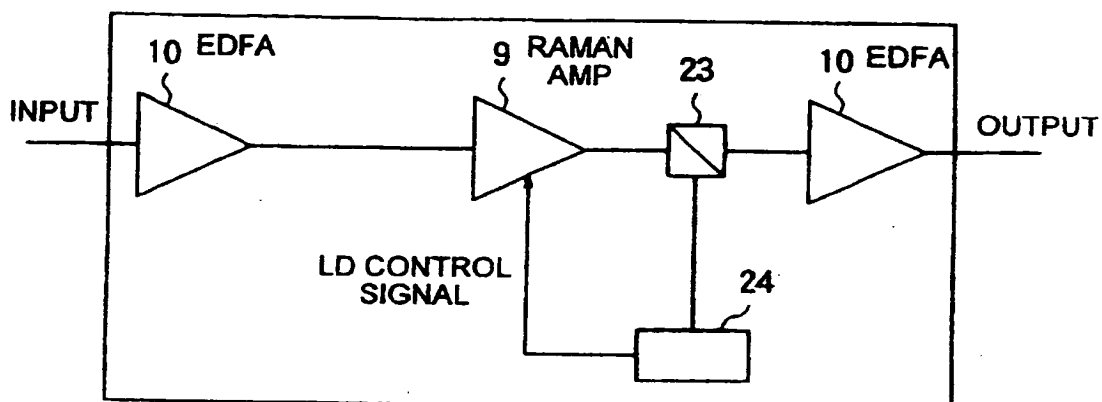 10 EDFA
9 RAMAN
AMP
23
10 EDFA
INPUT
OUTPUT
LD CONTROL
SIGNAL
24